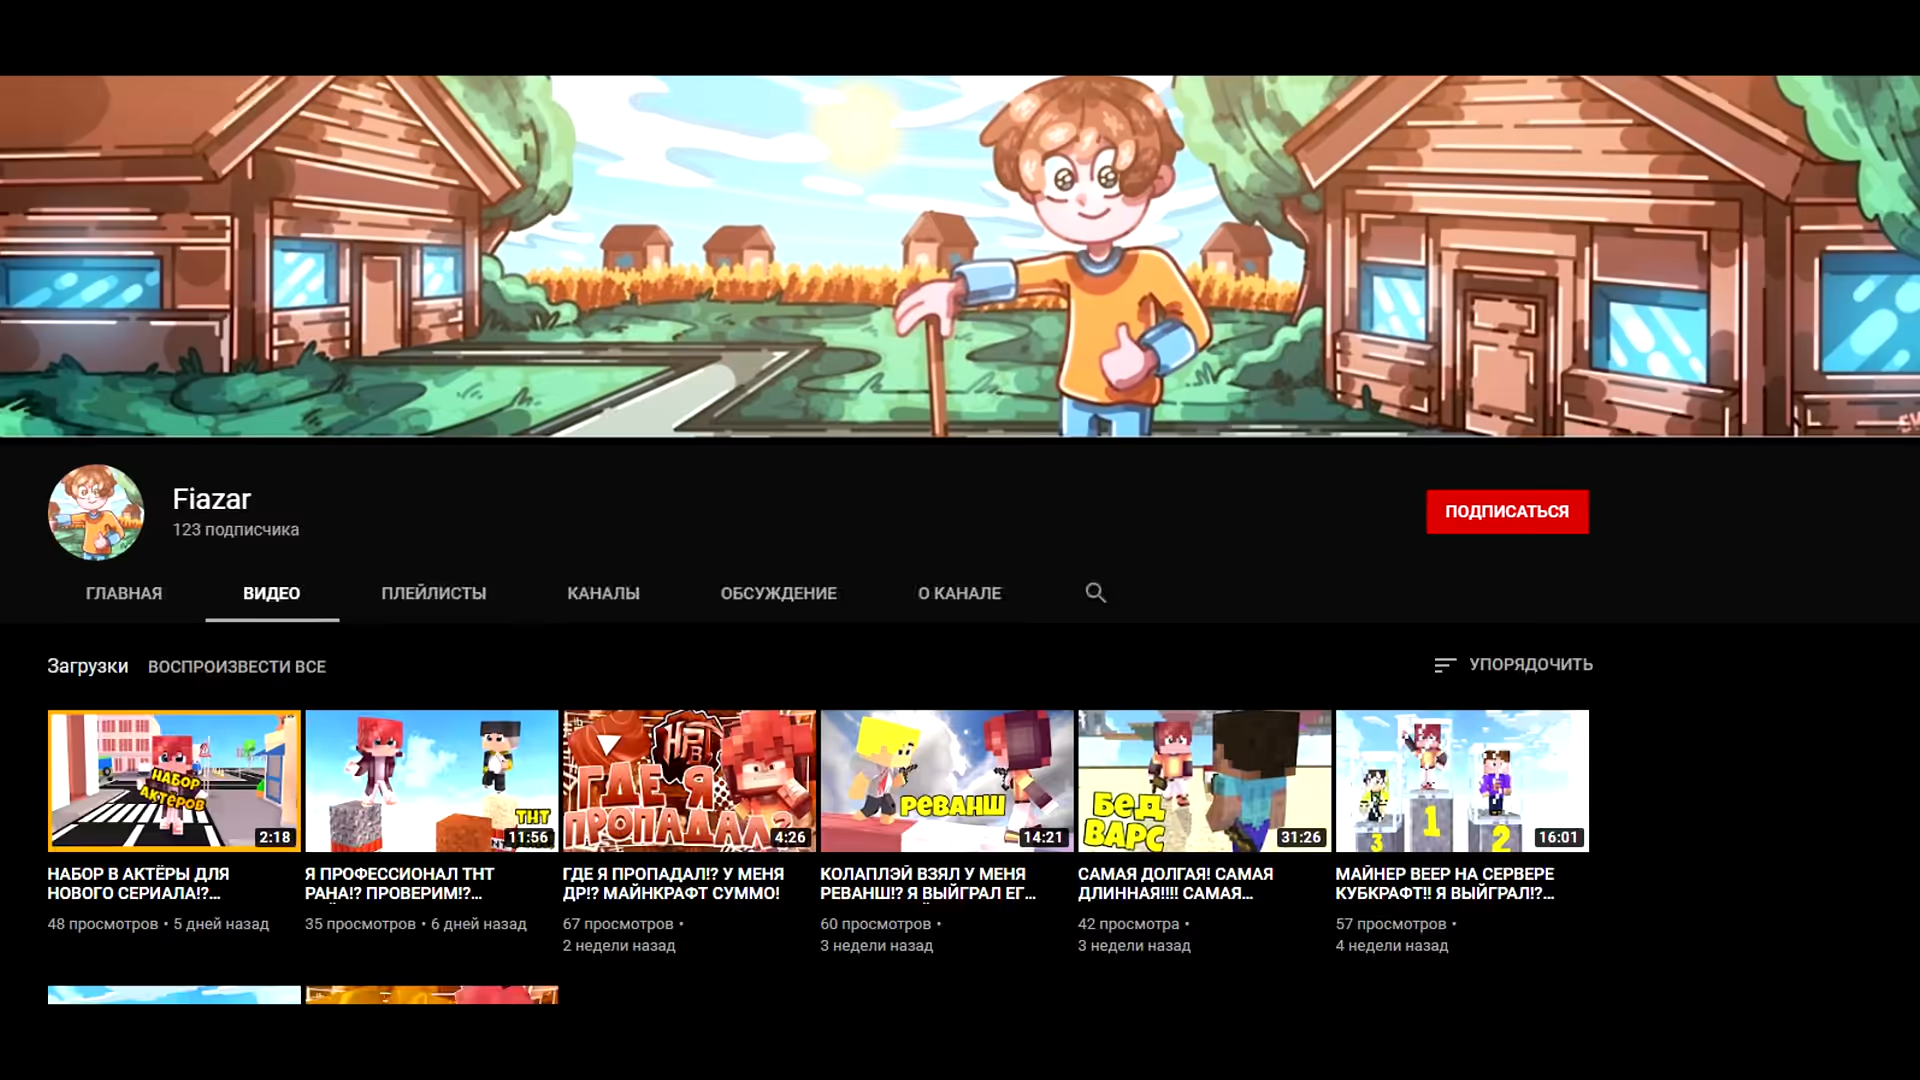 Fiazar
123 подписчика
ПОДПИСАТЬСЯ
ГЛАВНАЯ ВИДЕО ПЛЕЙЛИСТЫ КАНАЛЫ ОБСУЖДЕНИЕ О КАНАЛЕ
Загрузки ВОСПРОИЗВЕСТИ ВСЕ
УПОРЯДОЧИТЬ
НАБОР
АКТЕРОВ
2:18
НАБОР В АКТЁРЫ ДЛЯ
НОВОГО СЕРИАЛА!?...
48 просмотров • 5 дней назад
ТНТ
11:56
Я ПРОФЕССИОНАЛ ТНТ
РАНА!? ПРОВЕРИМ!?...
35 просмотров • 6 дней назад
ГДЕ Я
ПРОПАДАЛ?
4:26
ГДЕ Я ПРОПАДАЛ!? У МЕНЯ
ДР!? МАЙНКРАФТ СУММО!
67 просмотров •
2 недели назад
РЕВАНШ
14:21
КОЛАПЛЭЙ ВЗЯЛ У МЕНЯ
РЕВАНШ!? Я ВЫЙГРАЛ ЕГ...
60 просмотров •
3 недели назад
БЕД
ВАРС
31:26
САМАЯ ДОЛГАЯ! САМАЯ
ДЛИННАЯ!!!! САМАЯ...
42 просмотра •
3 недели назад
3 1 2
16:01
МАЙНЕР ВЕЕР НА СЕРВЕРЕ
КУБКРАФТ!! Я ВЫЙГРАЛ!?...
57 просмотров •
4 недели назад